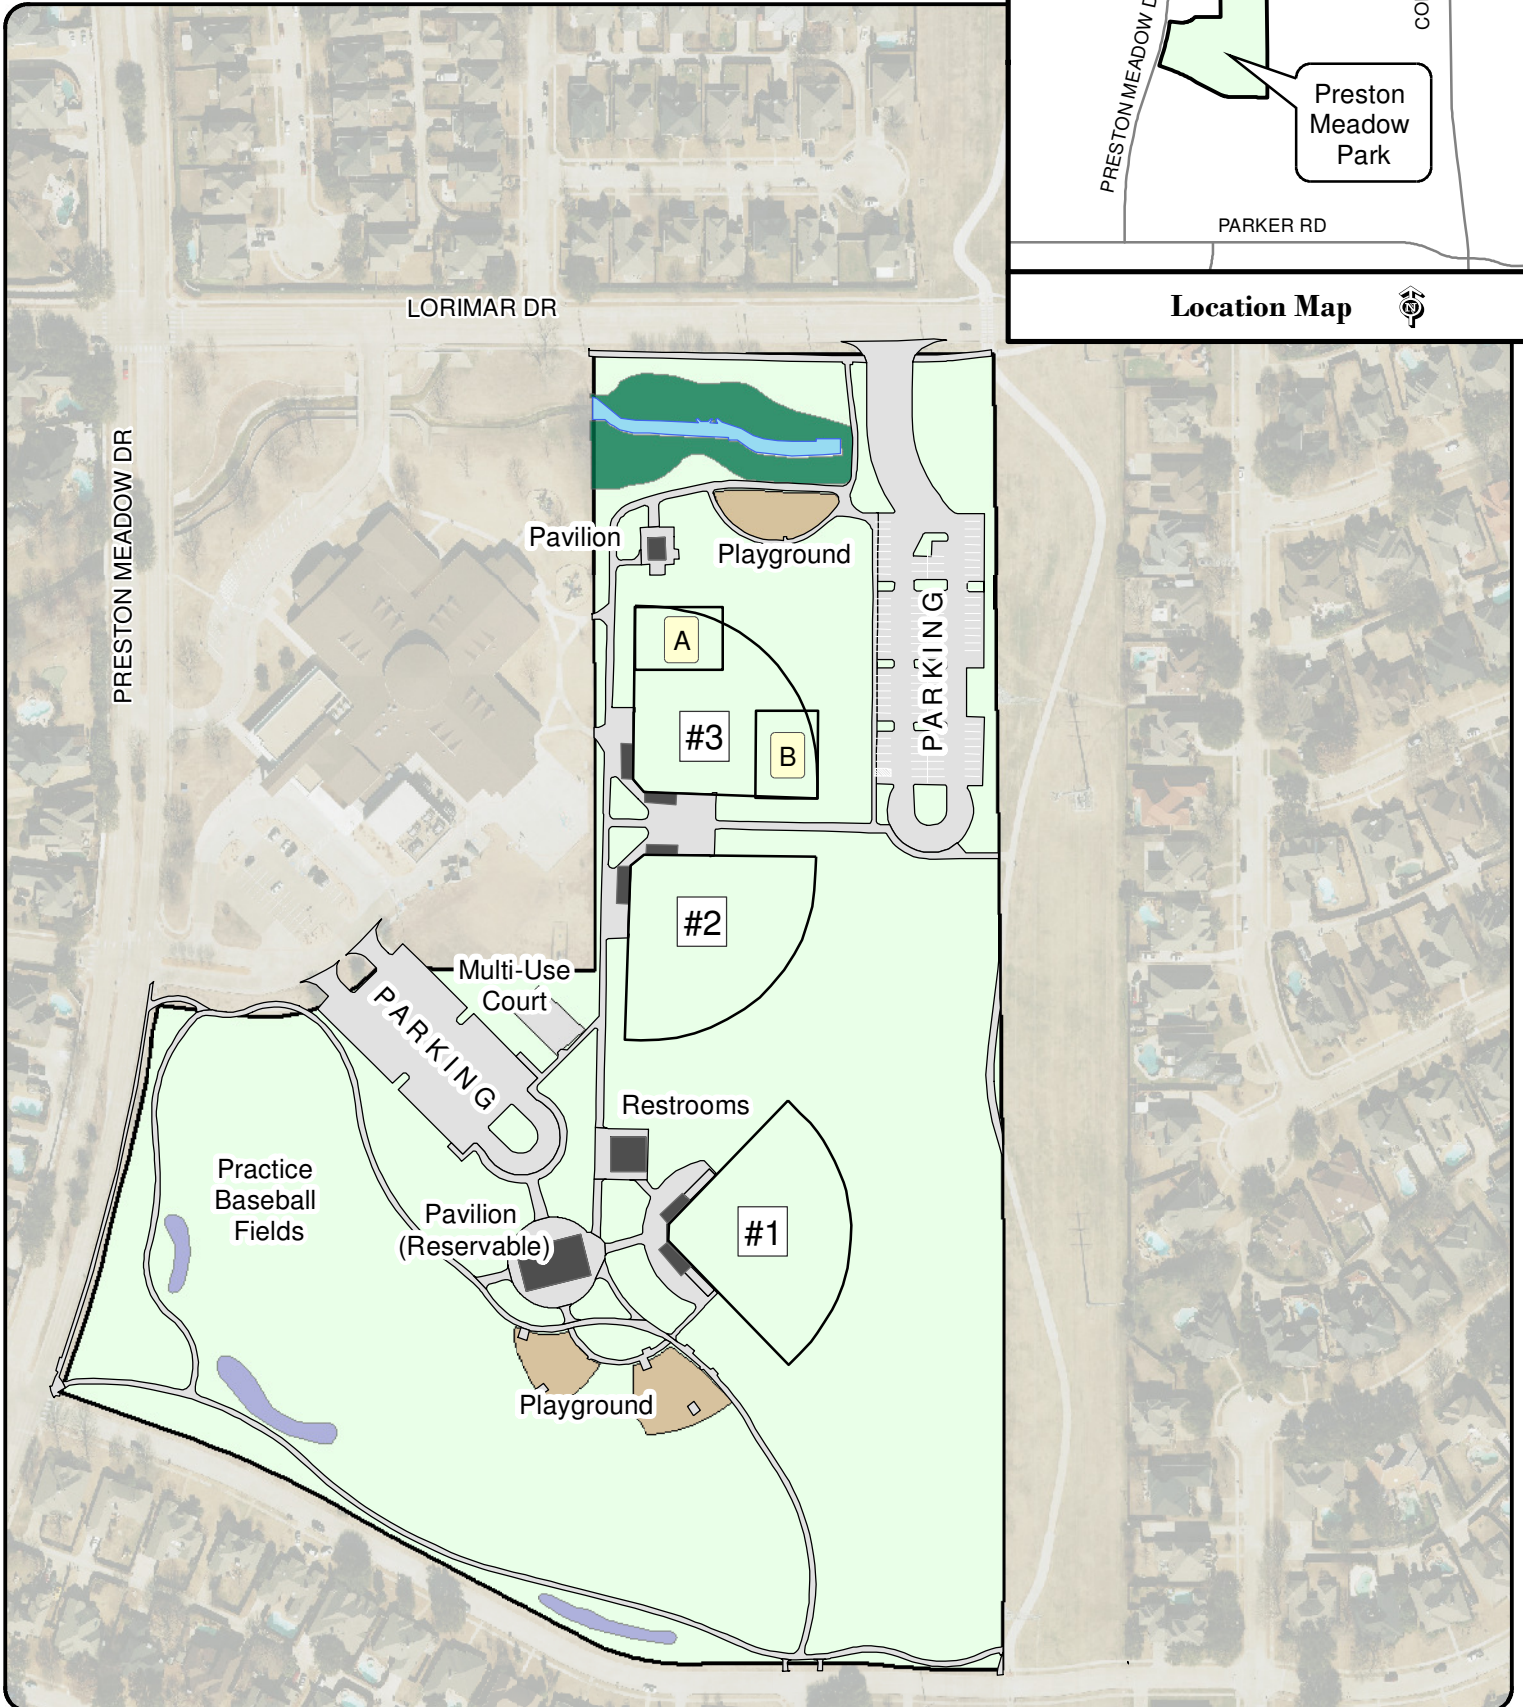 PRESTON MEADOW D
CO
Preston
Meadow
Park
PARKER RD
Location Map
N
LORIMAR DR
PRESTON MEADOW DR
Pavilion
Playground
A
PARKING
#3
B
#2
Multi-Use
Court
PARKING
Restrooms
Practice
Baseball
Fields
Pavilion
(Reservable)
#1
Playground